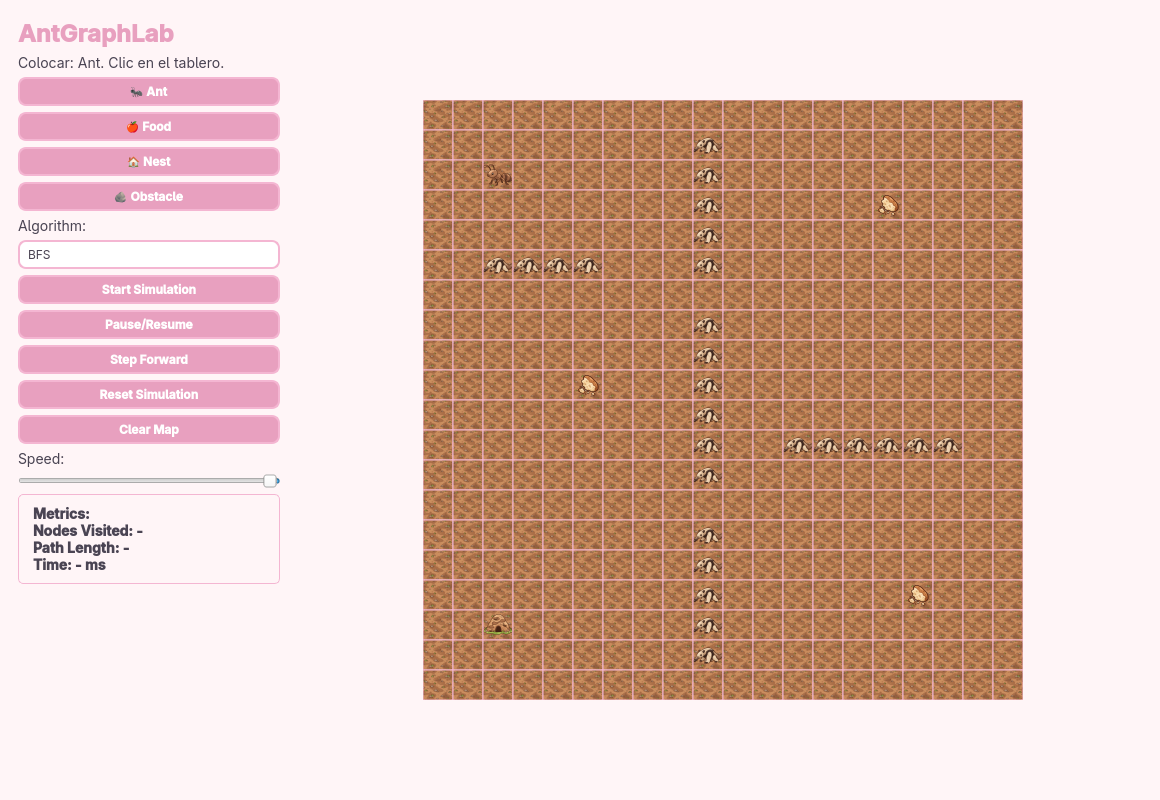 AntGraphLab
Colocar: Ant. Clic en el tablero.
🐜 Ant
🍎 Food
🏠 Nest
🪨 Obstacle
Algorithm:
BFS
Start Simulation
Pause/Resume
Step Forward
Reset Simulation
Clear Map
Speed:
Metrics:
Nodes Visited: -
Path Length: -
Time: - ms